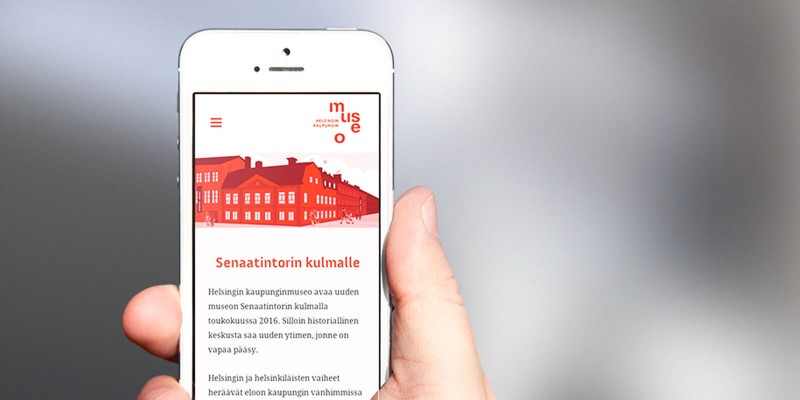 HELSINGIN
KAUPUNGIN
museo
Senaatintorin kulmalle
Helsingin kaupunginmuseo avaa uuden
museon Senaatintorin kulmalla
toukokuussa 2016. Silloin historiallinen
keskusta saa uuden ytimen, jonne on
vapaa pääsy.
Helsingin ja helsinkiläisten vaiheet
heräävät eloon kaupungin vanhimmissa